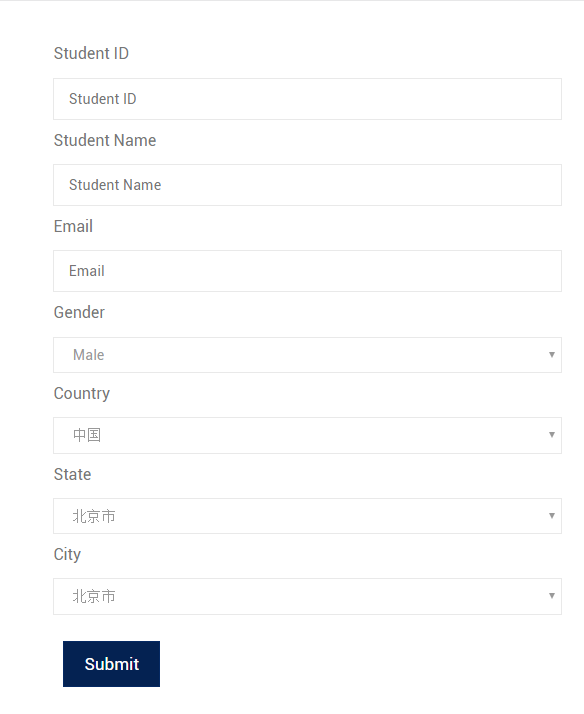 Student ID
Student ID
Student Name
Student Name
Email
Email
Gender
Male
Country
中国
State
北京市
City
北京市
Submit